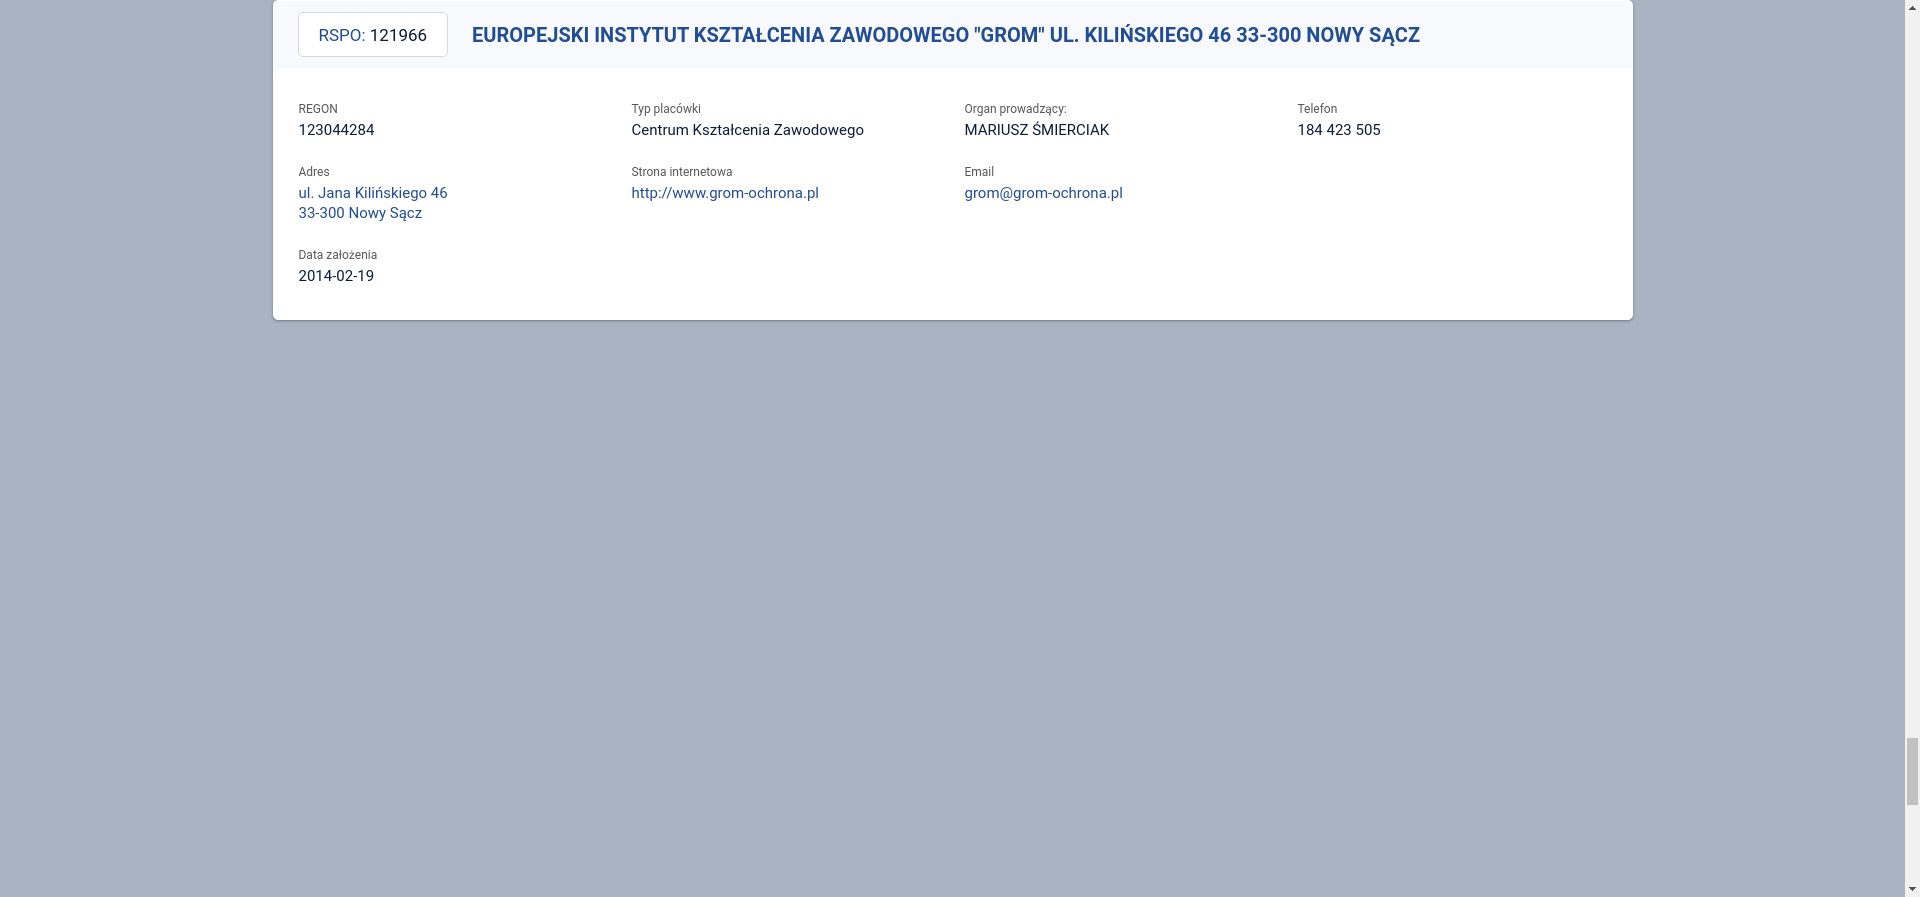 RSPO: 121966
EUROPEJSKI INSTYTUT KSZTAŁCENIA ZAWODOWEGO "GROM" UL. KILIŃSKIEGO 46 33-300 NOWY SĄCZ
REGON
123044284
Typ placówki
Centrum Kształcenia Zawodowego
Organ prowadzący:
MARIUSZ ŚMIERCIAK
Telefon
184 423 505
Adres
ul. Jana Kilińskiego 46
33-300 Nowy Sącz
Strona internetowa
http://www.grom-ochrona.pl
Email
grom@grom-ochrona.pl
Data założenia
2014-02-19